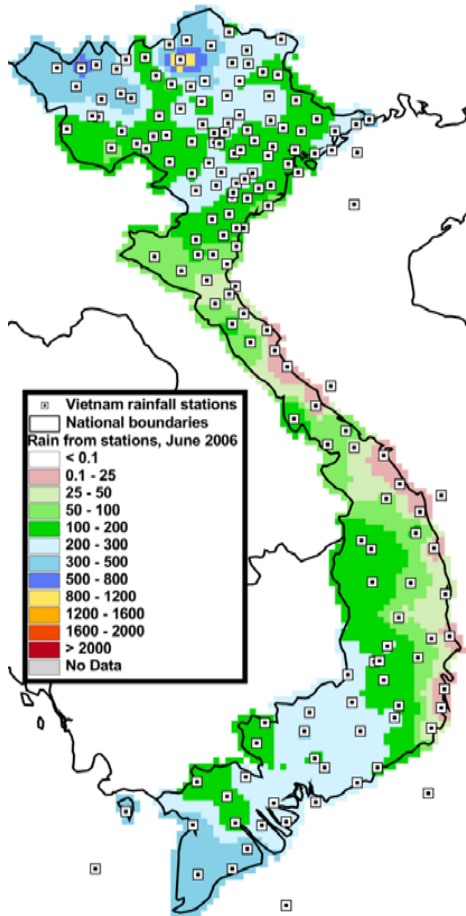 Vietnam rainfall stations
National boundaries
Rain from stations, June 2006
< 0.1
0.1 - 25
25 - 50
50 - 100
100 - 200
200 - 300
300 - 500
500 - 800
800 - 1200
1200 - 1600
1600 - 2000
> 2000
No Data